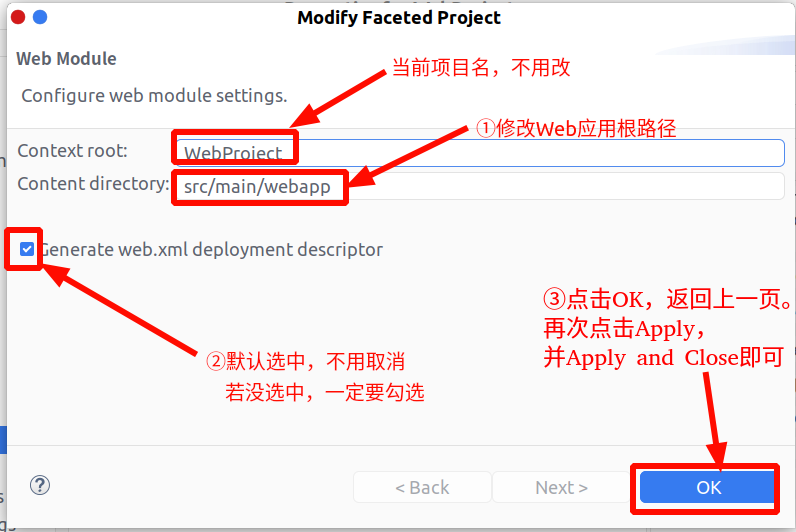 Modify Faceted Project
Web Module
当前项目名，不用改
Configure web module settings.
①修改Web应用根路径
Context root:
WebProject
Content directory:
src/main/webapp
Generate web.xml deployment descriptor
③点击OK，返回上一页。
再次点击Apply，
并Apply and Close即可
②默认选中，不用取消
若没选中，一定要勾选
?
< Back
Next >
OK